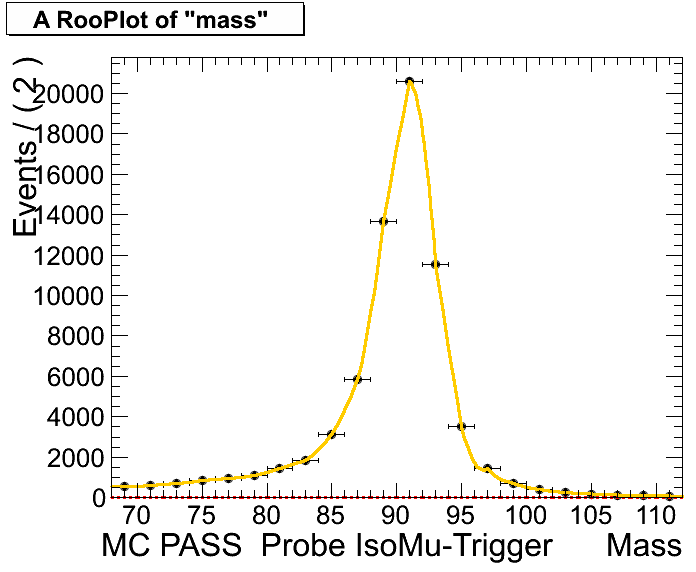 A RooPlot of "mass"
Events / ( 2 )
20000
18000
16000
14000
12000
10000
8000
6000
4000
2000
0
70 75 80 85 90 95 100 105 110
MC PASS Probe IsoMu-Trigger Mass